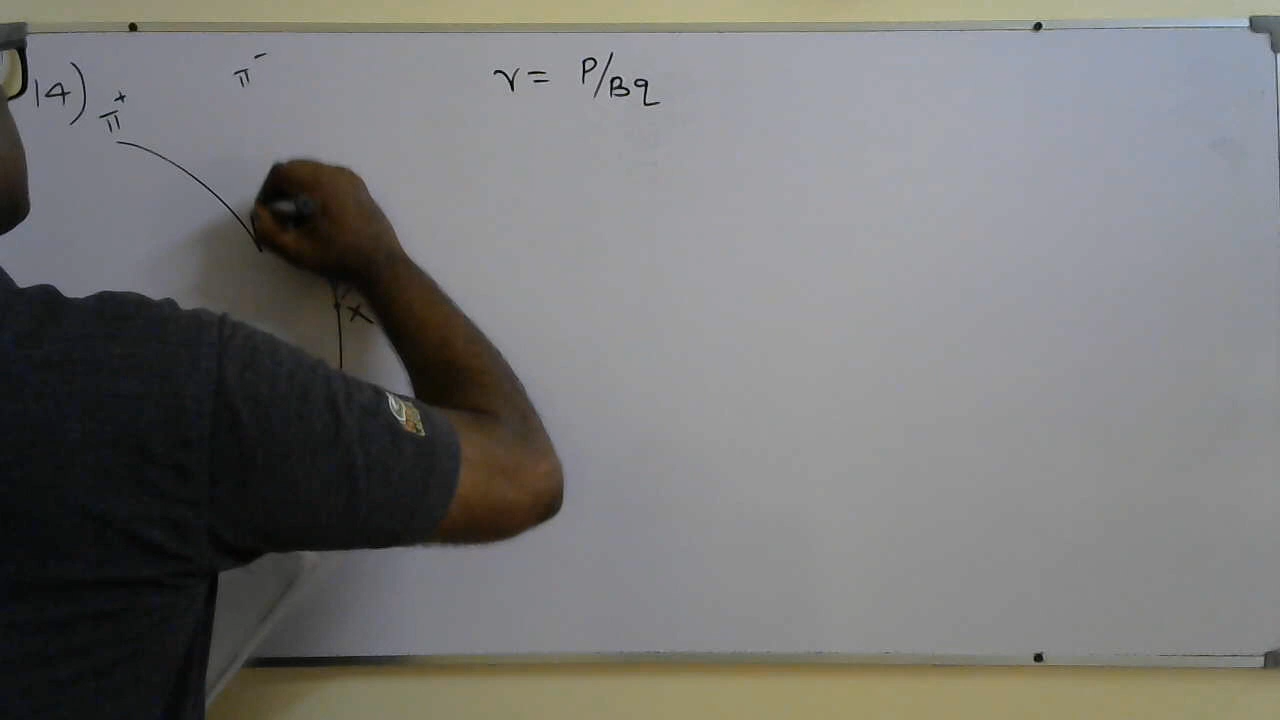 14) π⁺ π⁻ r = P/Bq
x